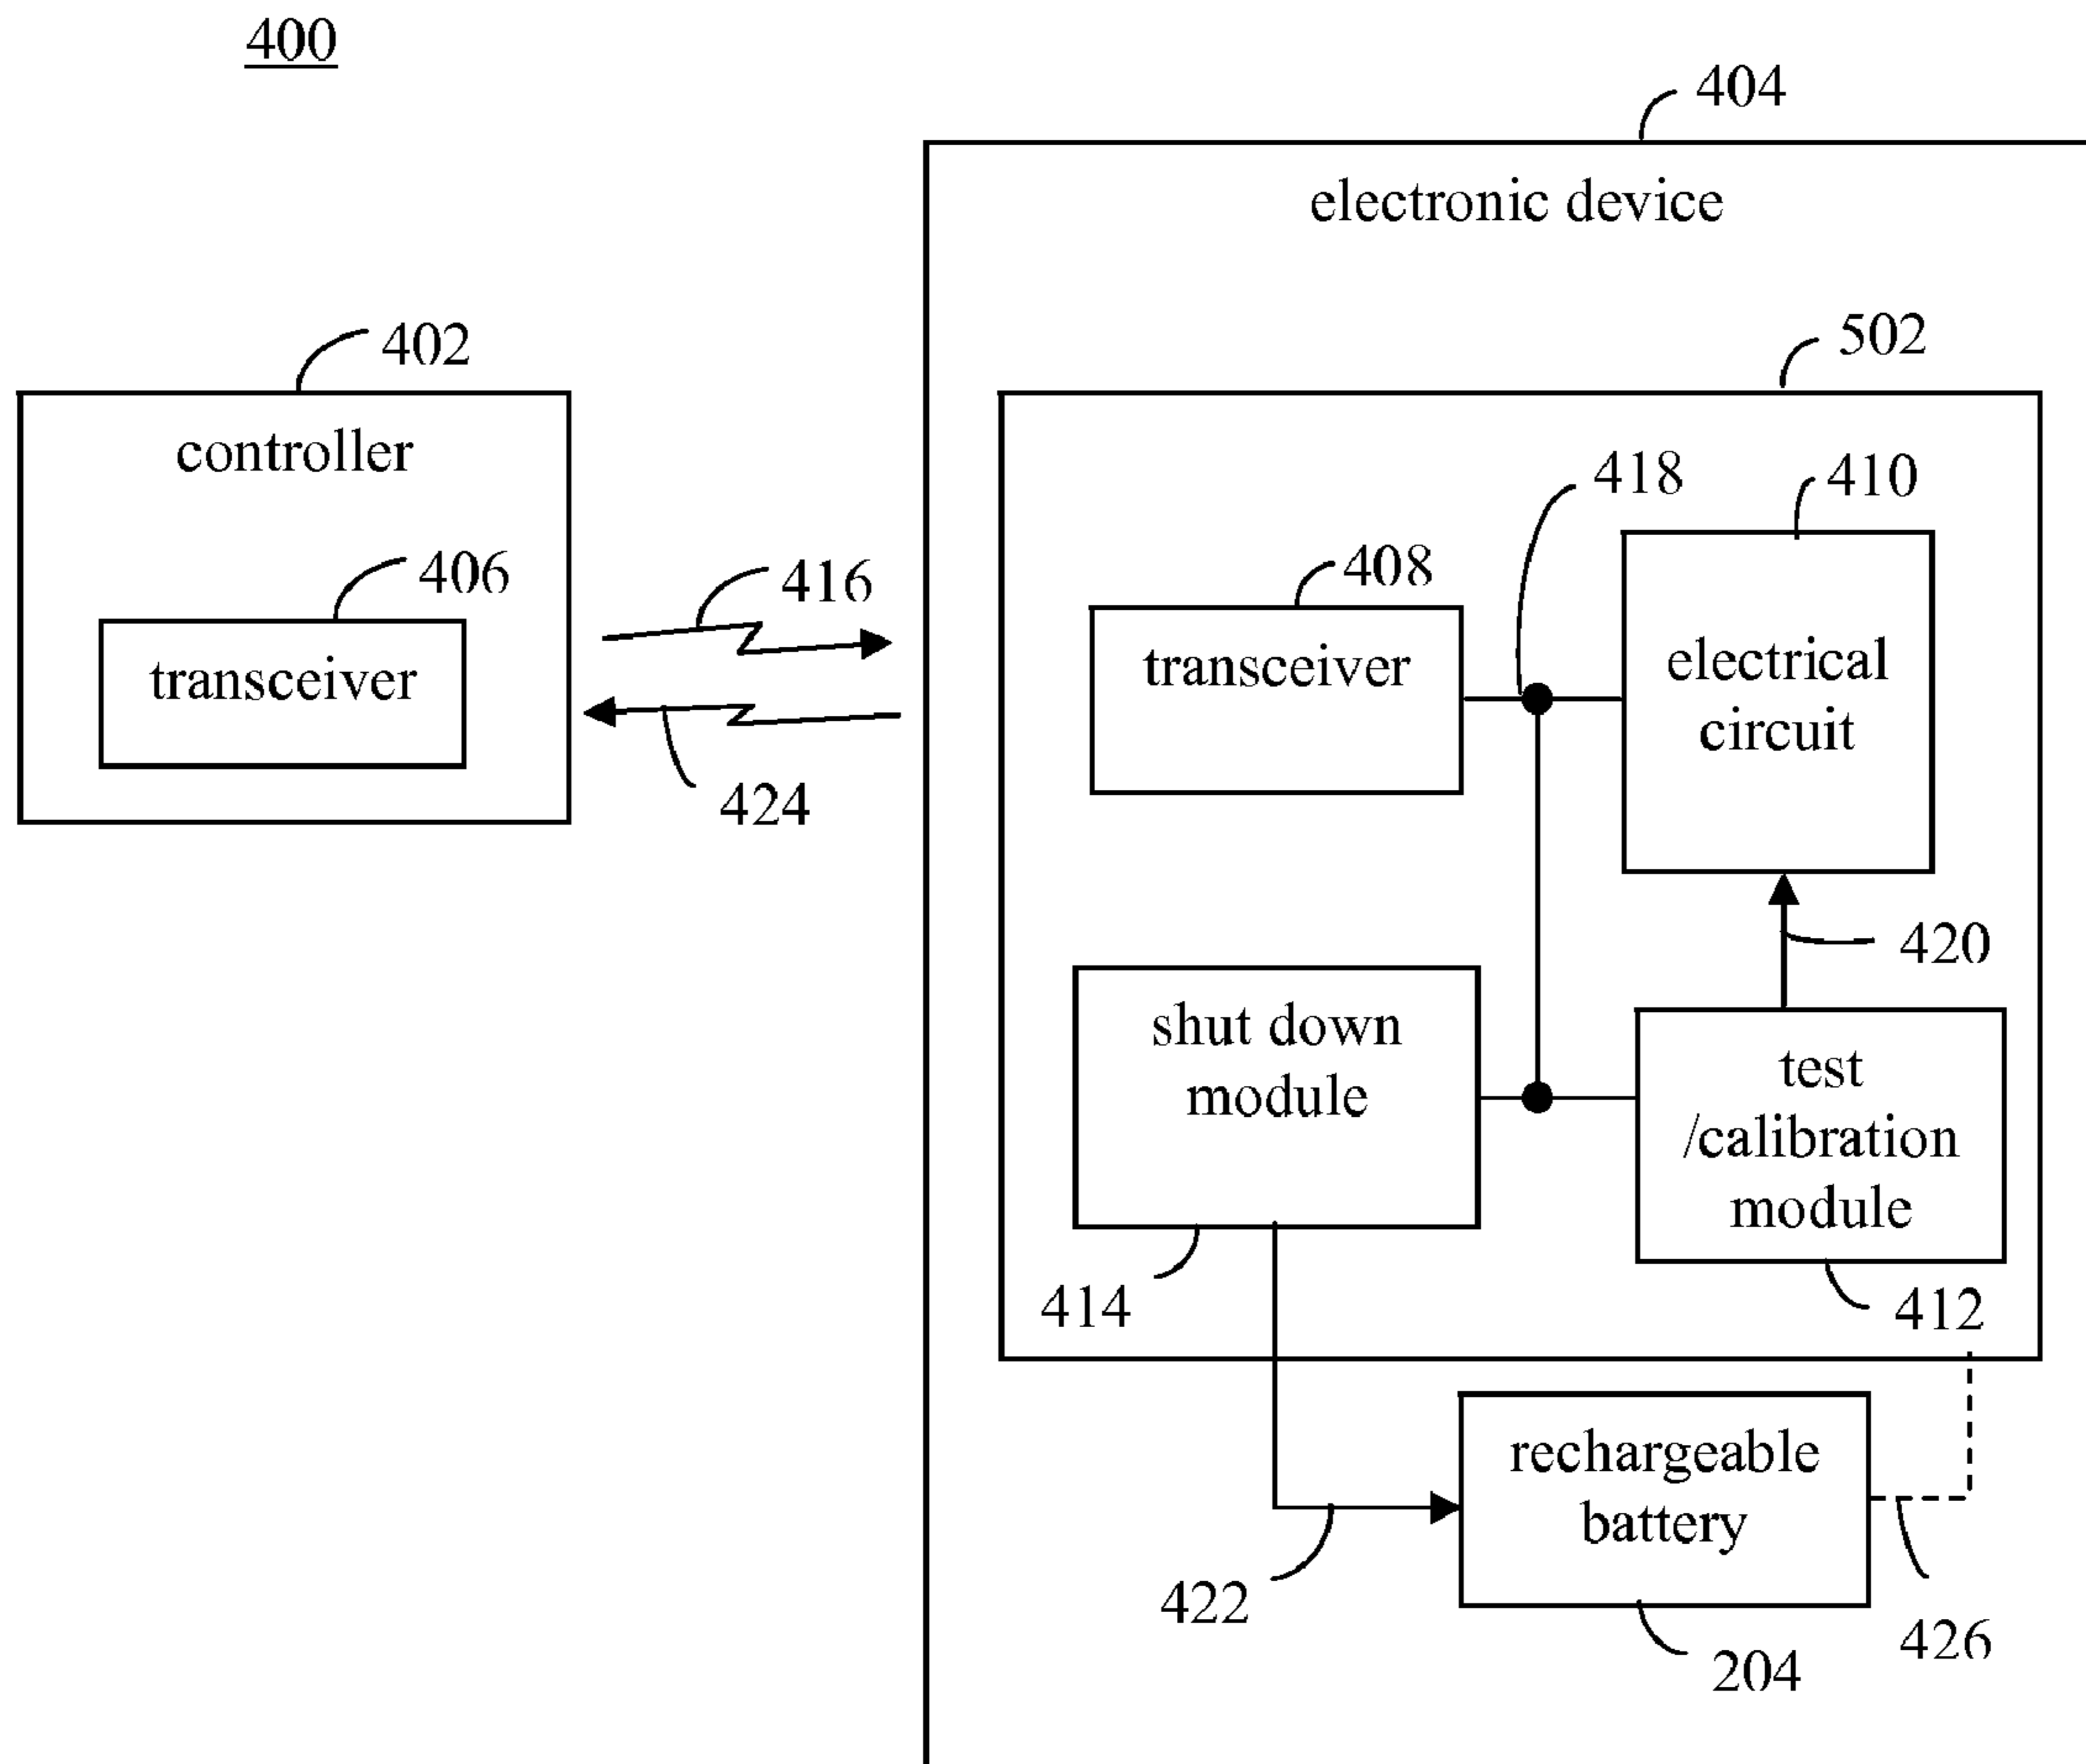 400
404
electronic device
402
502
controller
418
410
406
416
408
transceiver
transceiver
electrical
circuit
424
420
shut down
module
test
/calibration
module
414
412
rechargeable
battery
422
426
204